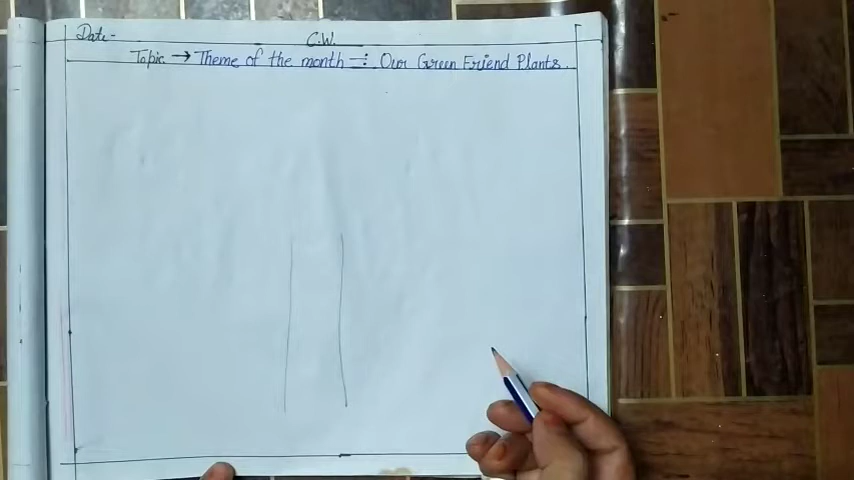 Date-
C.W.
Topic → Theme of the month -: Our Green Friend Plants.